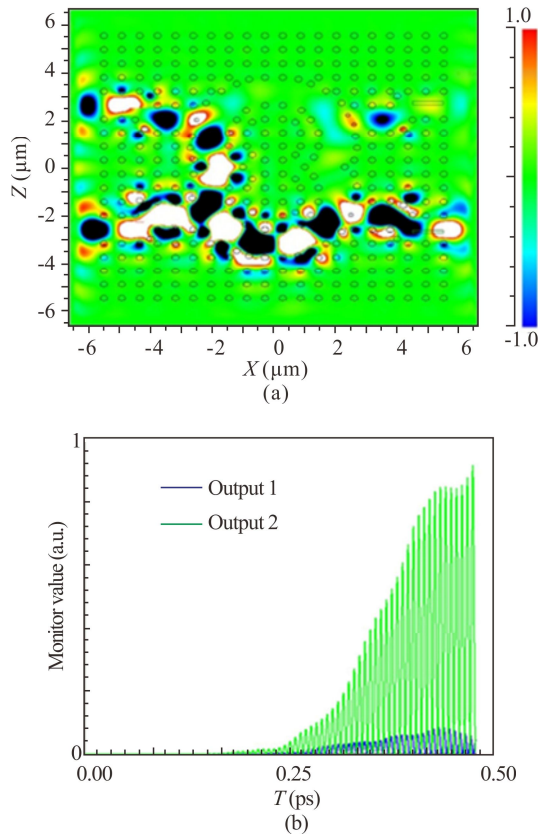 1.0
6
4
2
0
-2
-4
-6
Z (μm)
-1.0
-6 -4 -2 0 2 4 6
X (μm)
(a)
1
Output 1
Output 2
Monitor value (a.u.)
0
0.00 0.25 0.50
T (ps)
(b)